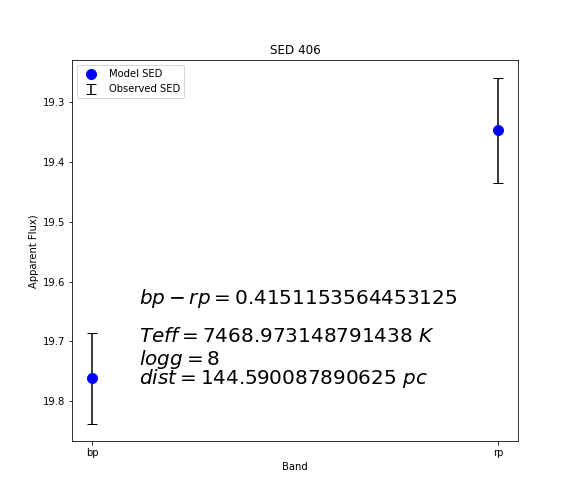 SED 406
Model SED
Observed SED
19.3
19.4
19.5
19.6
19.7
19.8
Apparent Flux)
bp − rp = 0.4151153564453125
Teff = 7468.973148791438 K
logg = 8
dist = 144.590087890625 pc
bp
rp
Band